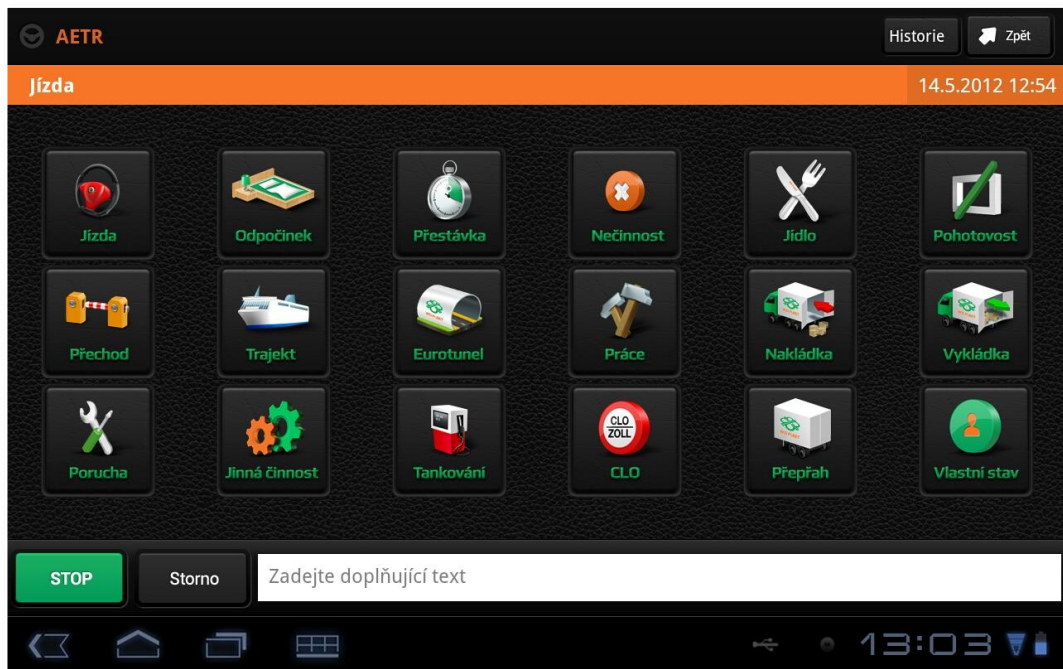 AETR
Historie
Zpět
Jízda
14.5.2012 12:54
Jízda
Odpočinek
Přestávka
Nečinnost
Jídlo
Pohotovost
Přechod
Trajekt
Eurotunel
Práce
Nakládka
Vykládka
CLO
ZOLL
Porucha
Jinná činnost
Tankování
CLO
Přepřah
Vlastní stav
STOP
Storno
Zadejte doplňující text
13:03